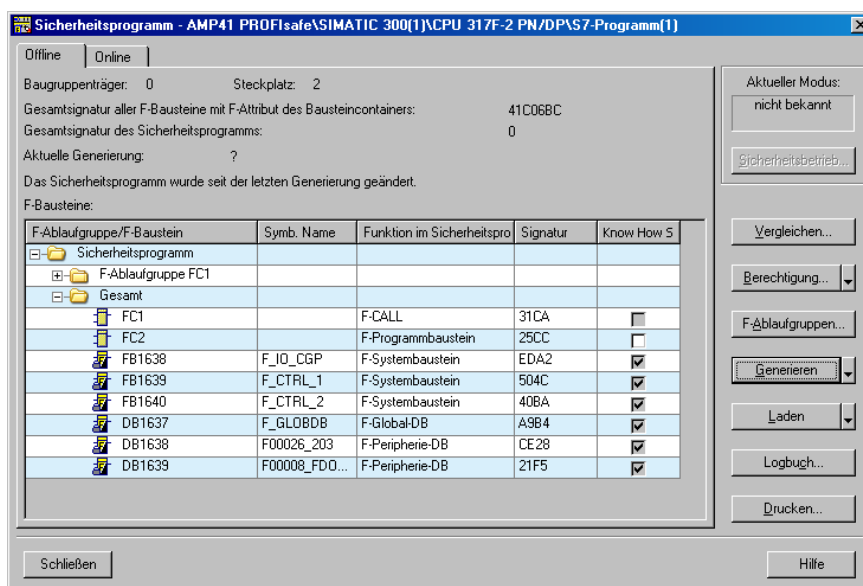 Sicherheitsprogramm - AMP41 PROFIsafe\SIMATIC 300(1)\CPU 317F-2 PN/DP\S7-Programm(1)
Offline Online
Baugruppenträger: 0 Steckplatz: 2
Gesamtsignatur aller F-Bausteine mit F-Attribut des Bausteincontainers: 41C06BC
Gesamtsignatur des Sicherheitsprogramms: 0
Aktuelle Generierung: ?
Das Sicherheitsprogramm wurde seit der letzten Generierung geändert.
F-Bausteine:
F-Ablaufgruppe/F-Baustein Symb. Name Funktion im Sicherheitspro Signatur Know How S
Sicherheitsprogramm
F-Ablaufgruppe FC1
Gesamt
FC1 F-CALL 31CA
FC2 F-Programmbaustein 25CC
FB1638 F_IO_CGP F-Systembaustein EDA2
FB1639 F_CTRL_1 F-Systembaustein 504C
FB1640 F_CTRL_2 F-Systembaustein 40BA
DB1637 F_GLOBDB F-Global-DB A9B4
DB1638 F00026_203 F-Peripherie-DB CE28
DB1639 F00008_FDO... F-Peripherie-DB 21F5
Aktueller Modus:
nicht bekannt
Sicherheitsbetrieb...
Vergleichen...
Berechtigung...
F-Ablaufgruppen...
Generieren
Laden
Logbuch...
Drucken...
Schließen Hilfe